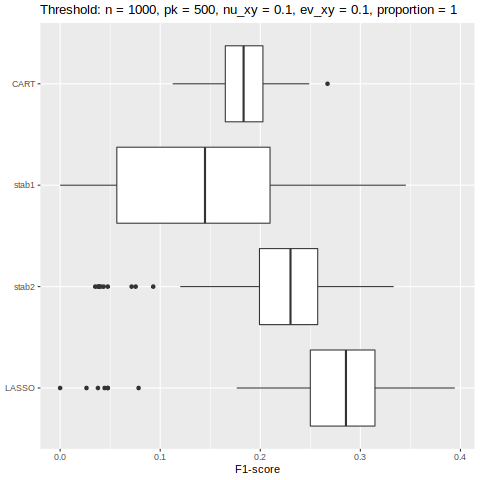 Threshold: n = 1000, pk = 500, nu_xy = 0.1, ev_xy = 0.1, proportion = 1
CART
stab1
stab2
LASSO
0.0 0.1 0.2 0.3 0.4
F1-score